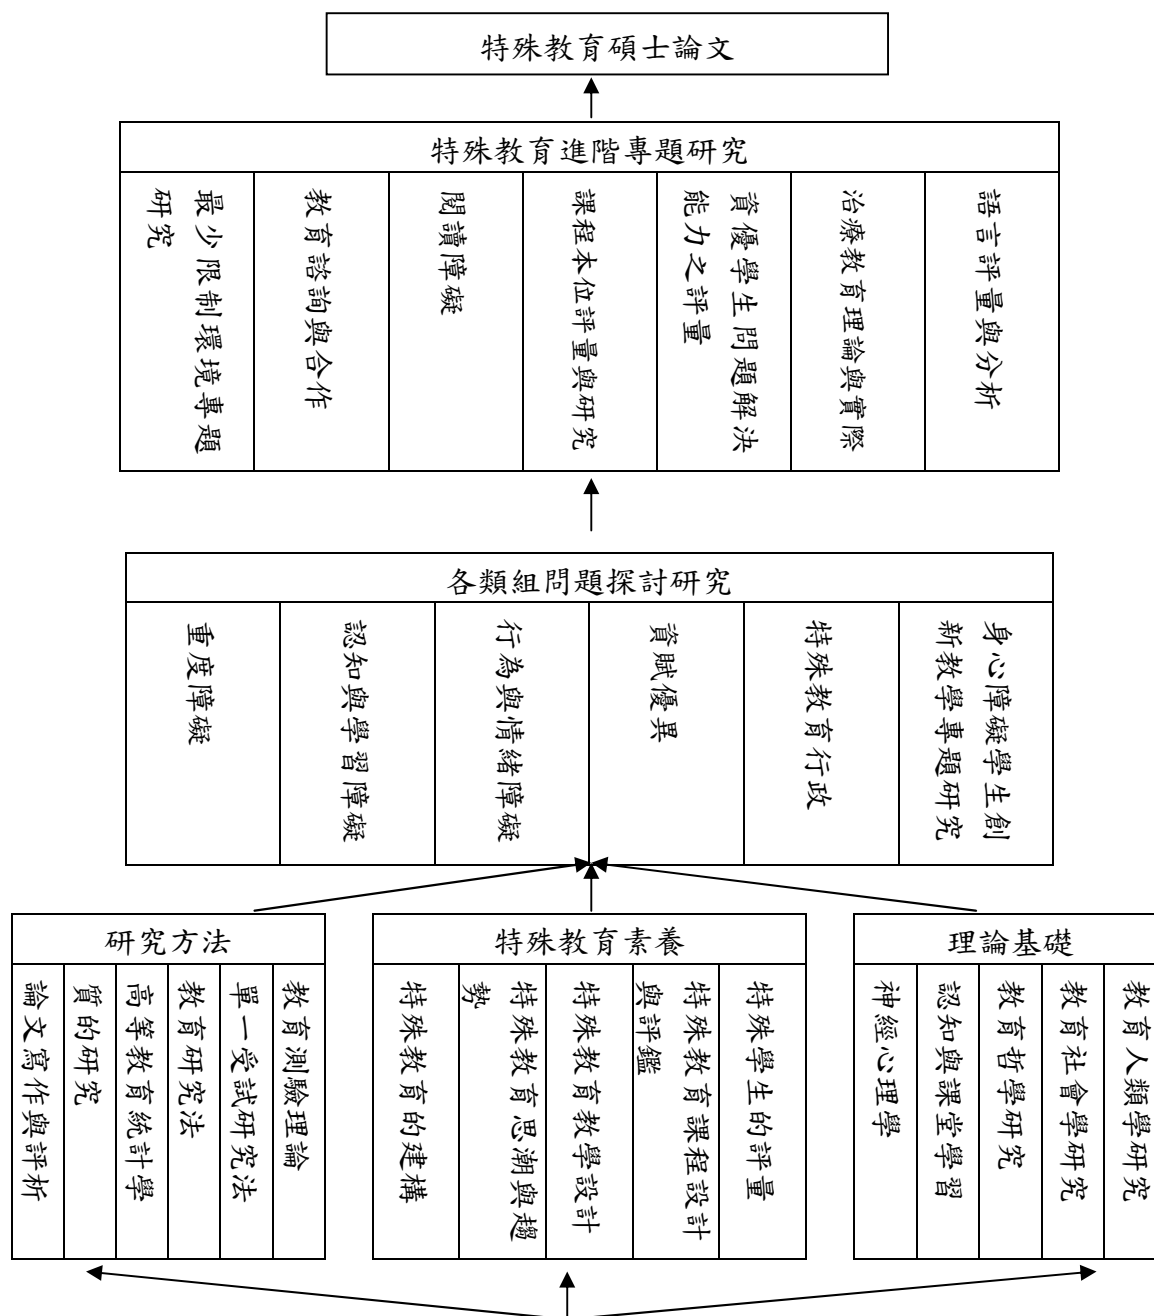 特殊教育碩士論文
特殊教育進階專題研究
最少限制環境專題
研究
教育諮詢與合作
閱讀障礙
課程本位評量與研究
資優學生問題解決
能力之評量
治療教育理論與實際
語言評量與分析
各類組問題探討研究
重度障礙
認知與學習障礙
行為與情緒障礙
資賦優異
特殊教育行政
身心障礙學生創
新教學專題研究
研究方法
論文寫作與評析
質的研究
高等教育統計學
教育研究法
單一受試研究法
教育測驗理論
特殊教育素養
特殊教育的建構
特殊教育思潮與趨
勢
特殊教育教學設計
特殊教育課程設計
與評鑑
特殊學生的評量
理論基礎
神經心理學
認知與課堂學習
教育哲學研究
教育社會學研究
教育人類學研究